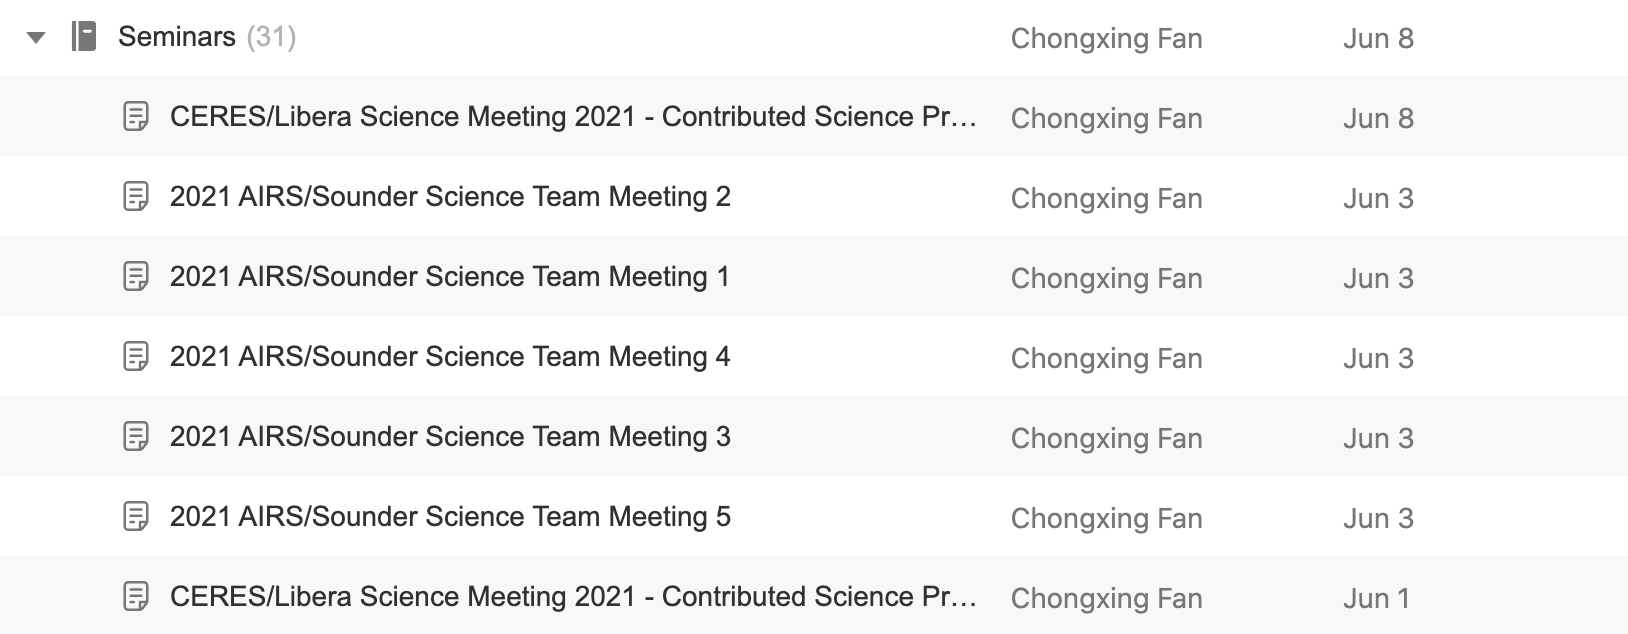 Seminars (31) Chongxing Fan Jun 8
CERES/Libera Science Meeting 2021 - Contributed Science Pr... Chongxing Fan Jun 8
2021 AIRS/Sounder Science Team Meeting 2 Chongxing Fan Jun 3
2021 AIRS/Sounder Science Team Meeting 1 Chongxing Fan Jun 3
2021 AIRS/Sounder Science Team Meeting 4 Chongxing Fan Jun 3
2021 AIRS/Sounder Science Team Meeting 3 Chongxing Fan Jun 3
2021 AIRS/Sounder Science Team Meeting 5 Chongxing Fan Jun 3
CERES/Libera Science Meeting 2021 - Contributed Science Pr... Chongxing Fan Jun 1